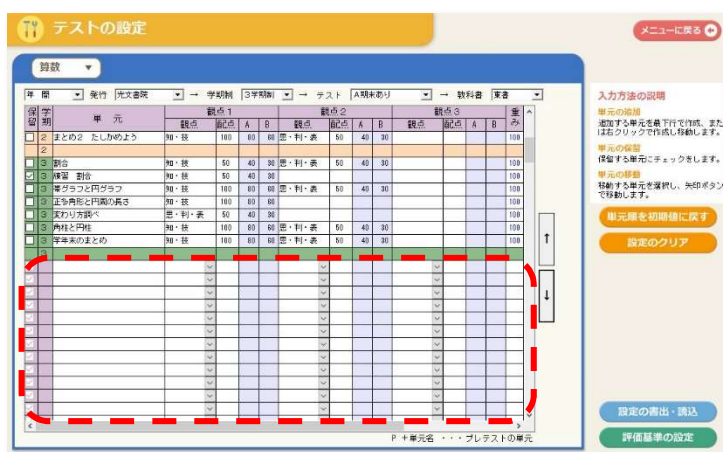 テストの設定
メニューに戻る
算数
年 間 発行 光文書院 → 学期制 3学期制 → テスト A期末あり → 教科書 東書
保留 学期 単 元 観点1 観点2 観点3 重み
観点 配点 A B 観点 配点 A B 観点 配点 A B
2 まとめ2 たしかめよう 知・技 100 80 60 思・判・表 50 40 30 100
2
3 割合 知・技 50 40 30 思・判・表 50 40 30 100
3 練習 割合 知・技 100 80 60 100
3 帯グラフと円グラフ 知・技 100 80 60 思・判・表 50 40 30 100
3 正多角形と円周の長さ 知・技 100 80 60 100
3 変わり方調べ 思・判・表 50 40 30 100
3 角柱と円柱 知・技 100 80 60 思・判・表 50 40 30 100
3 学年末のまとめ 知・技 100 80 60 思・判・表 50 40 30 100
3
↑
↓
P +単元名 ・・・プレテストの単元
入力方法の説明
単元の追加
追加する単元を最下行で作成、また
は右クリックで作成し移動します。
単元の保留
保留する単元にチェックをします。
単元の移動
移動する単元を選択し、矢印ボタン
で移動します。
単元順を初期値に戻す
設定のクリア
設定の書出・読込
評価基準の設定